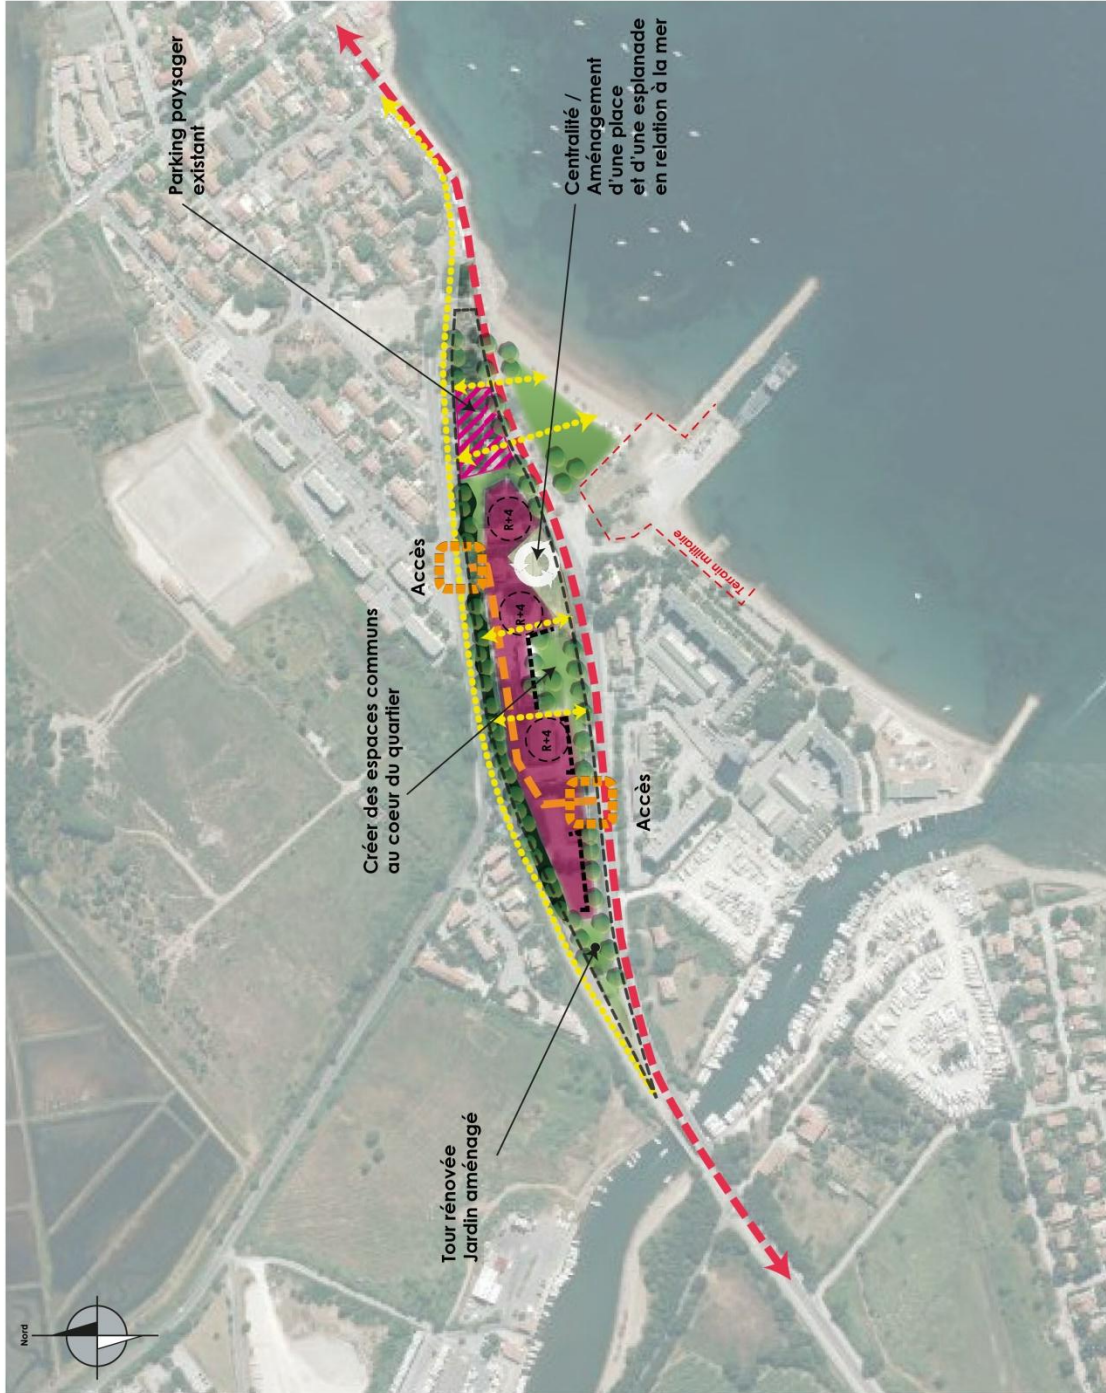 Parking paysager
existant
Centralité /
Aménagement
d'une place
et d'une esplanade
en relation à la mer
Accès
Créer des espaces communs
au coeur du quartier
R+4
R+4
R+4
Terrain militaire
Accès
Tour rénovée
Jardin aménagé
Nord